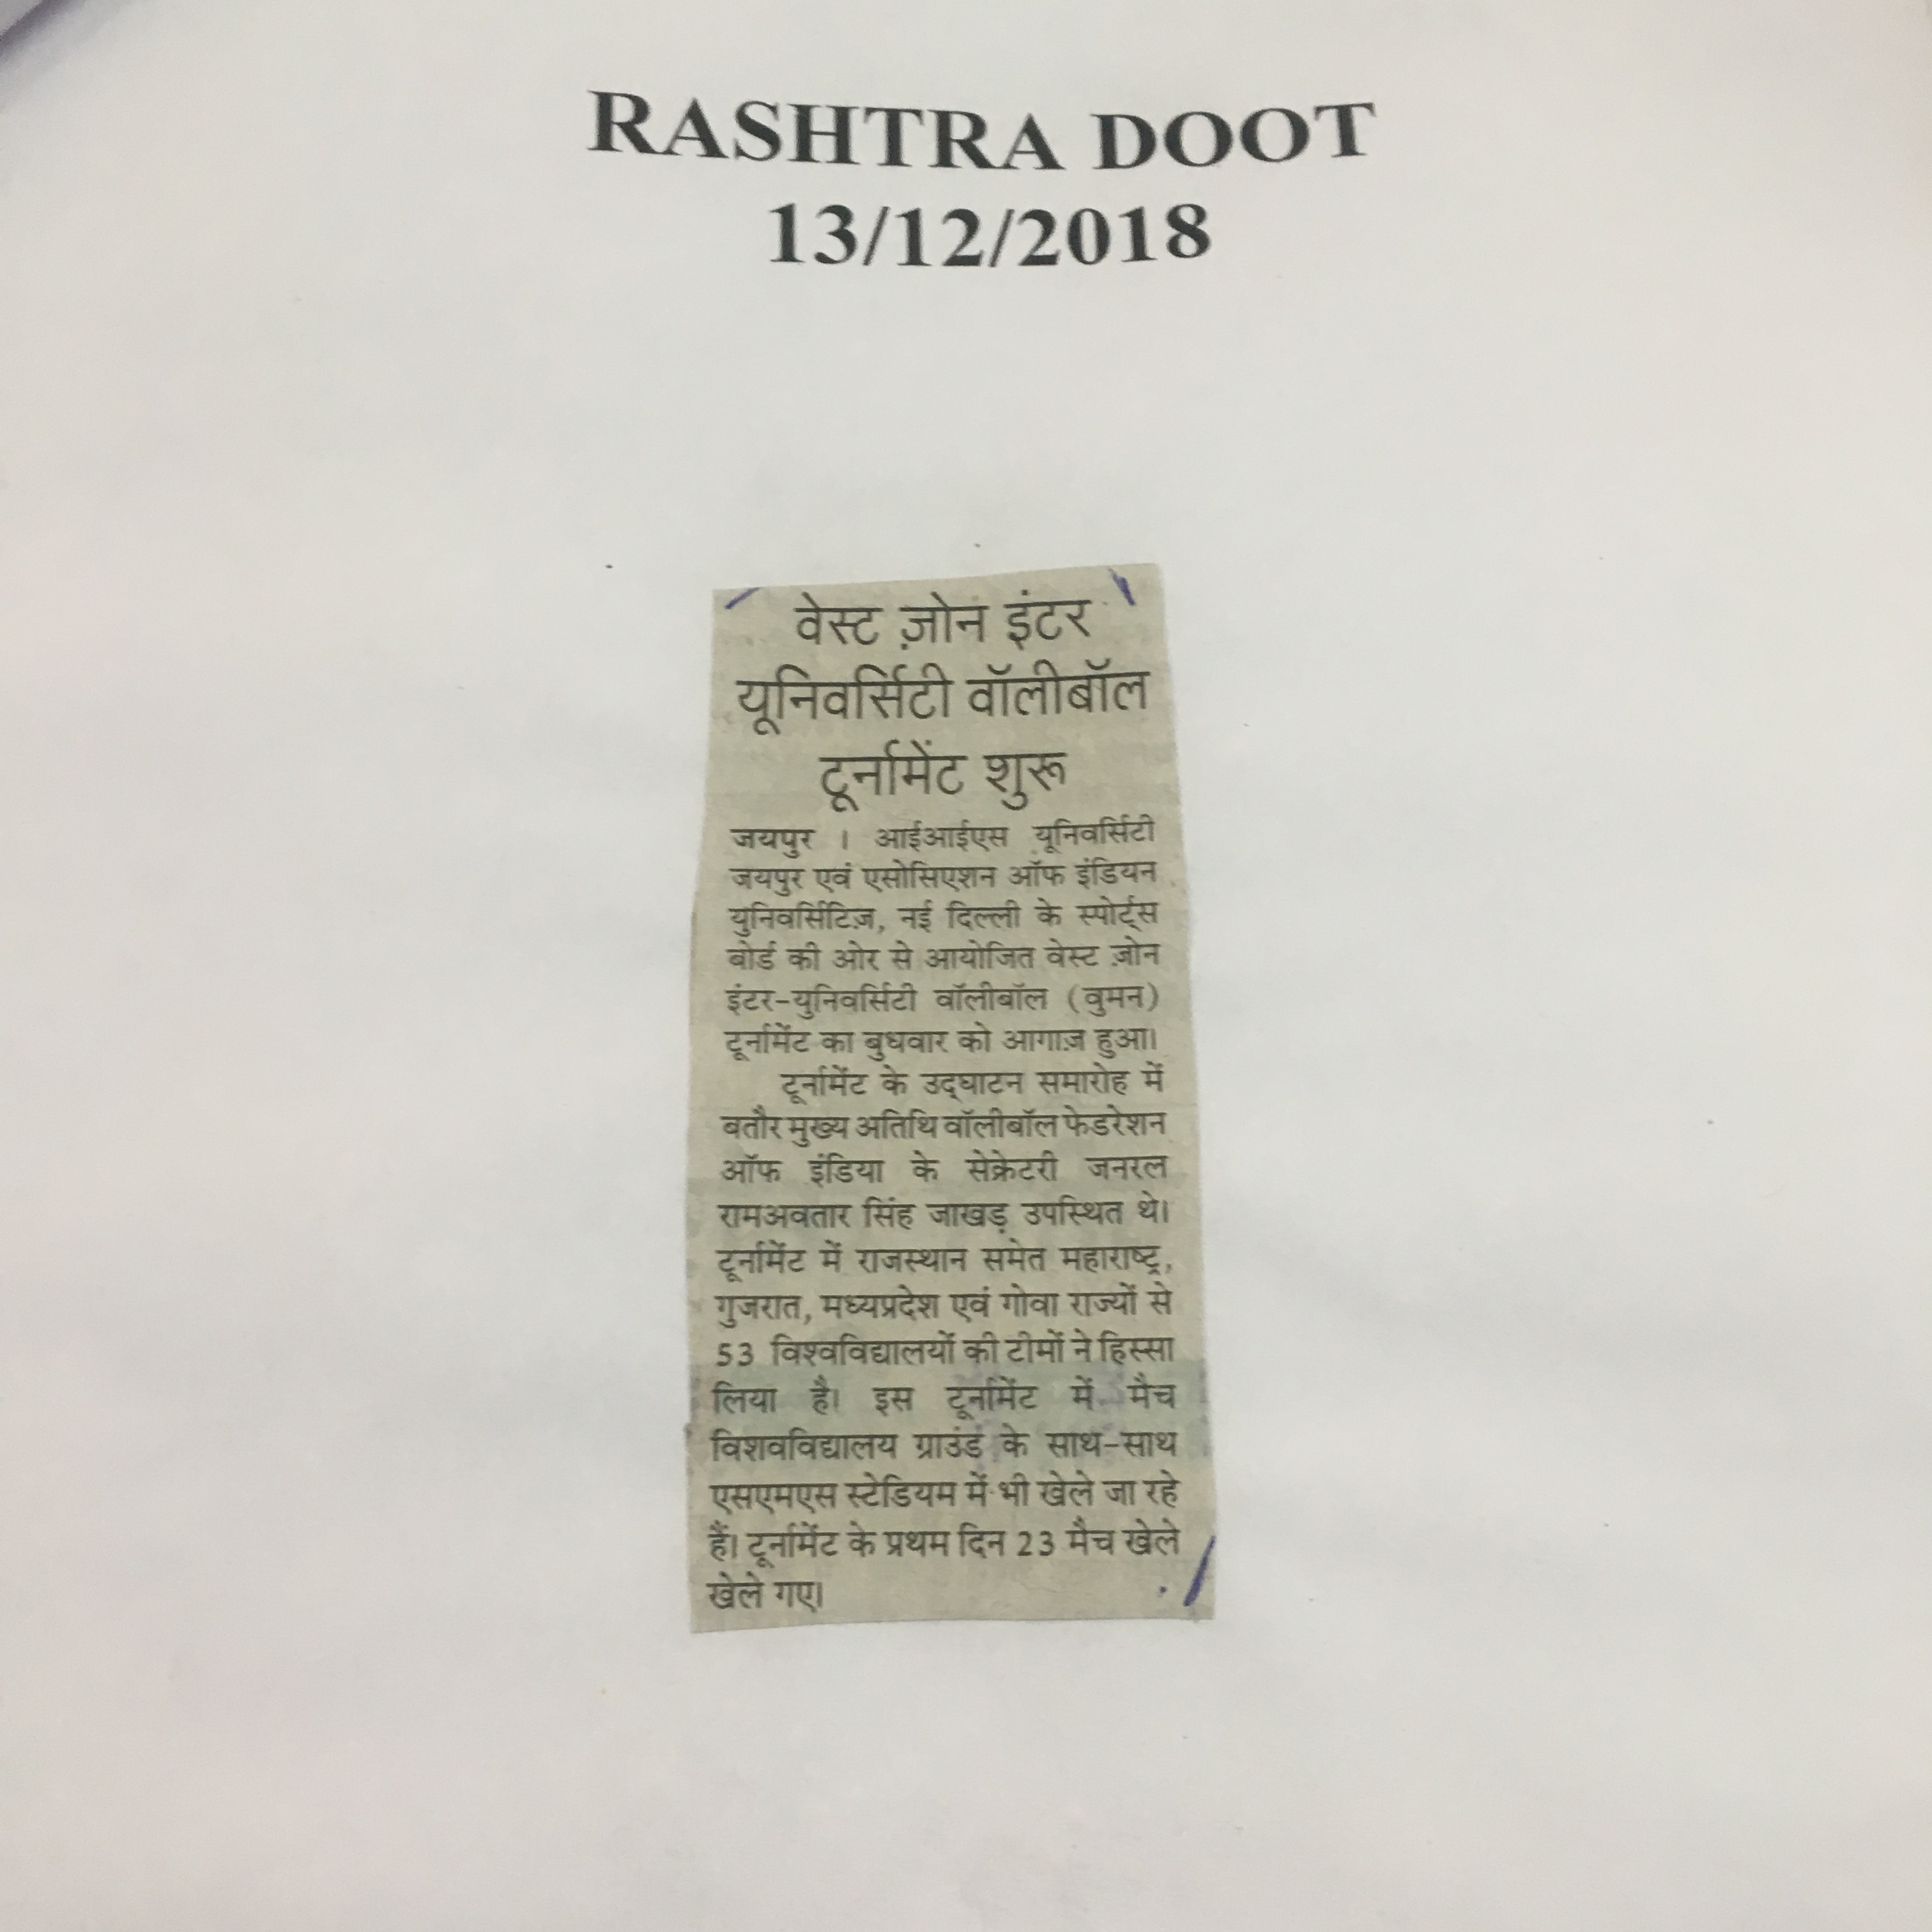 RASHTRA DOOT
13/12/2018
वेस्ट ज़ोन इंटर
यूनिवर्सिटी वॉलीबॉल
टूर्नामेंट शुरू
जयपुर । आईआईएस यूनिवर्सिटी
जयपुर एवं एसोसिएशन ऑफ इंडियन
युनिवर्सिटिज़, नई दिल्ली के स्पोर्ट्स
बोर्ड की ओर से आयोजित वेस्ट ज़ोन
इंटर-युनिवर्सिटी वॉलीबॉल (वुमन)
टूर्नामेंट का बुधवार को आगाज़ हुआ।
टूर्नामेंट के उद्‌घाटन समारोह में
बतौर मुख्य अतिथि वॉलीबॉल फेडरेशन
ऑफ इंडिया के सेक्रेटरी जनरल
रामअवतार सिंह जाखड़ उपस्थित थे।
टूर्नामेंट में राजस्थान समेत महाराष्ट्र,
गुजरात, मध्यप्रदेश एवं गोवा राज्यों से
53 विश्वविद्यालयों की टीमों ने हिस्सा
लिया है। इस टूर्नामेंट में मैच
विशवविद्यालय ग्राउंड के साथ-साथ
एसएमएस स्टेडियम में भी खेले जा रहे
हैं। टूर्नामेंट के प्रथम दिन 23 मैच खेले
खेले गए।